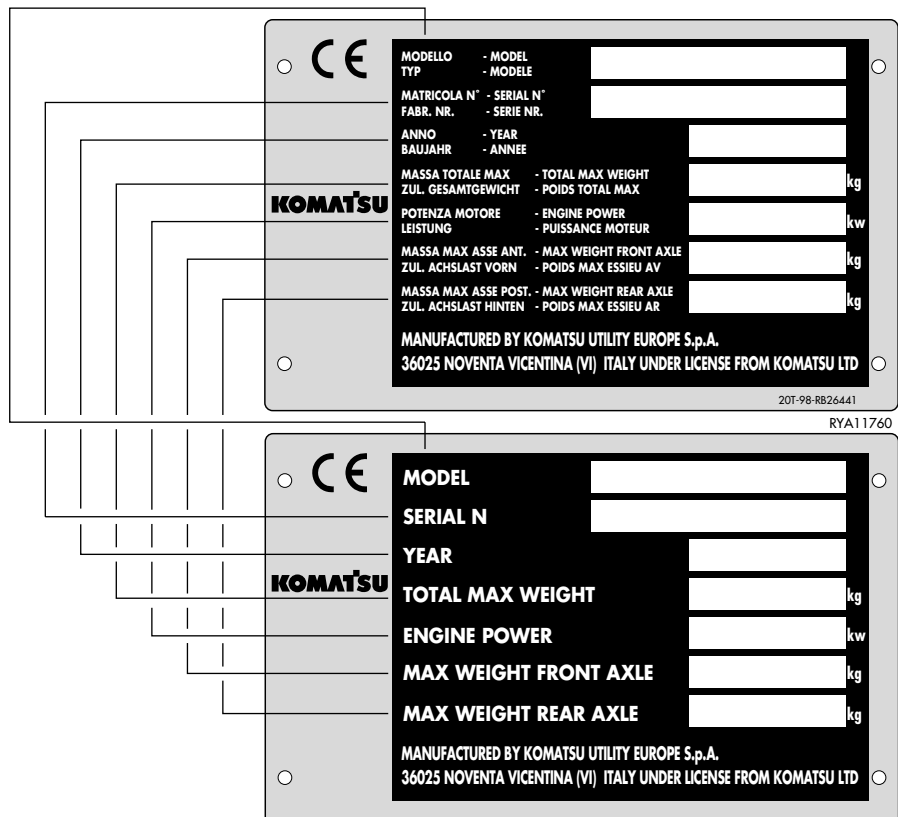 CE
MODELLO - MODEL
TYP - MODELE
MATRICOLA N° - SERIAL N°
FABR. NR. - SERIE NR.
ANNO - YEAR
BAUJAHR - ANNEE
MASSA TOTALE MAX - TOTAL MAX WEIGHT
ZUL. GESAMTGEWICHT - POIDS TOTAL MAX kg
KOMATSU
POTENZA MOTORE - ENGINE POWER
LEISTUNG - PUISSANCE MOTEUR kw
MASSA MAX ASSE ANT. - MAX WEIGHT FRONT AXLE
ZUL. ACHSLAST VORN - POIDS MAX ESSIEU AV kg
MASSA MAX ASSE POST. - MAX WEIGHT REAR AXLE
ZUL. ACHSLAST HINTEN - POIDS MAX ESSIEU AR kg
MANUFACTURED BY KOMATSU UTILITY EUROPE S.p.A.
36025 NOVENTA VICENTINA (VI) ITALY UNDER LICENSE FROM KOMATSU LTD
20T-98-RB26441
RYA11760
CE
MODEL
SERIAL N
YEAR
KOMATSU
TOTAL MAX WEIGHT kg
ENGINE POWER kw
MAX WEIGHT FRONT AXLE kg
MAX WEIGHT REAR AXLE kg
MANUFACTURED BY KOMATSU UTILITY EUROPE S.p.A.
36025 NOVENTA VICENTINA (VI) ITALY UNDER LICENSE FROM KOMATSU LTD